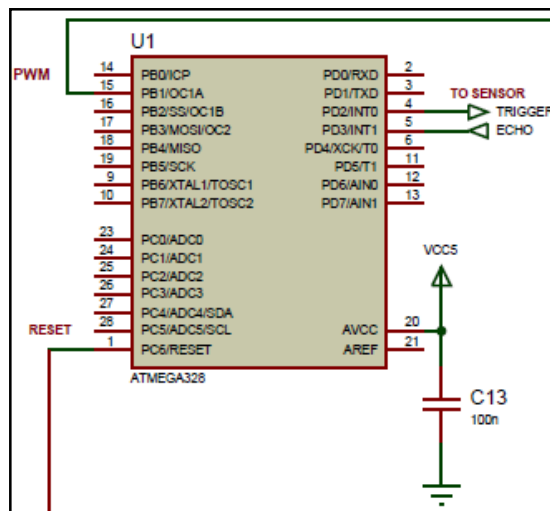 U1
PWM
14 PB0/ICP PD0/RXD 2
15 PB1/OC1A PD1/TXD 3
16 PB2/SS/OC1B PD2/INT0 4
17 PB3/MOSI/OC2 PD3/INT1 5
18 PB4/MISO PD4/XCK/T0 6
19 PB5/SCK PD5/T1 11
9 PB6/XTAL1/TOSC1 PD6/AIN0 12
10 PB7/XTAL2/TOSC2 PD7/AIN1 13
TO SENSOR
TRIGGER
ECHO
23 PC0/ADC0
24 PC1/ADC1
25 PC2/ADC2
26 PC3/ADC3
27 PC4/ADC4/SDA
28 PC5/ADC5/SCL AVCC 20
1 PC6/RESET AREF 21
RESET
ATMEGA328
VCC5
C13
100n